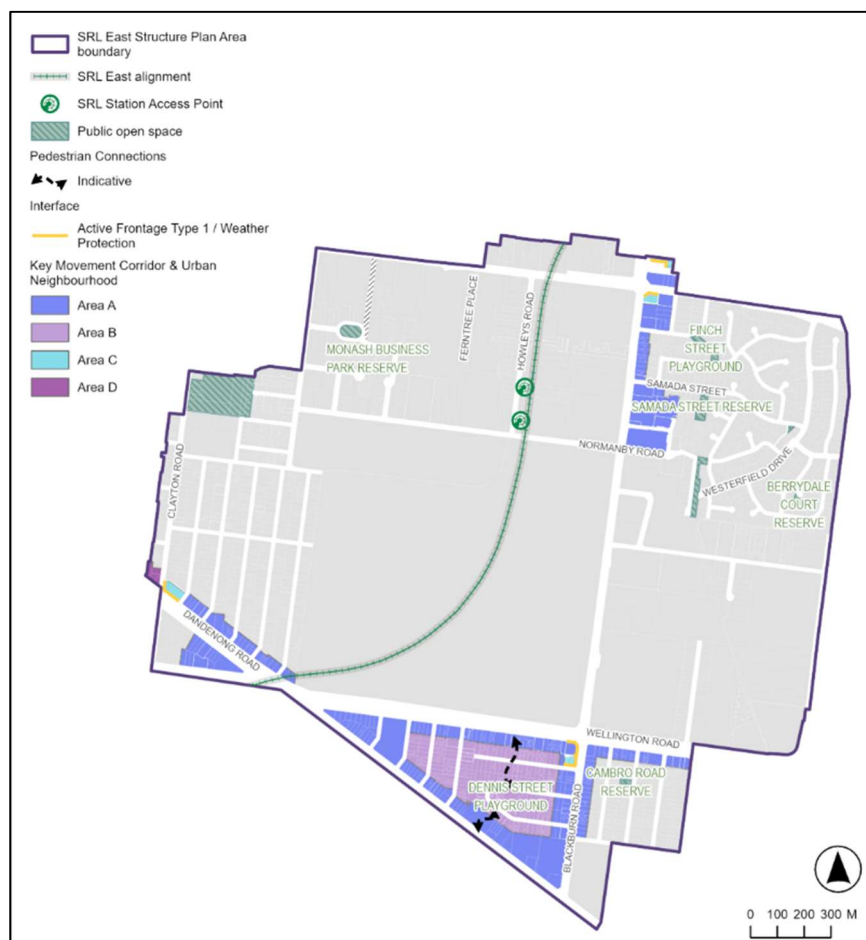 SRL East Structure Plan Area
boundary
SRL East alignment
SRL Station Access Point
Public open space
Pedestrian Connections
Indicative
Interface
Active Frontage Type 1 / Weather
Protection
Key Movement Corridor & Urban
Neighbourhood
Area A
Area B
Area C
Area D
FERNTREE PLACE
HOWLEYS ROAD
MONASH BUSINESS
PARK RESERVE
FINCH
STREET
PLAYGROUND
SAMADA STREET
SAMADA STREET RESERVE
NORMANBY ROAD
WESTERFIELD DRIVE
BERRYDALE
COURT
RESERVE
CLAYTON ROAD
DANDENONG ROAD
WELLINGTON ROAD
CAMBRO ROAD
RESERVE
DENNIS STREET
PLAYGROUND
BLACKBURN ROAD
0 100 200 300 M